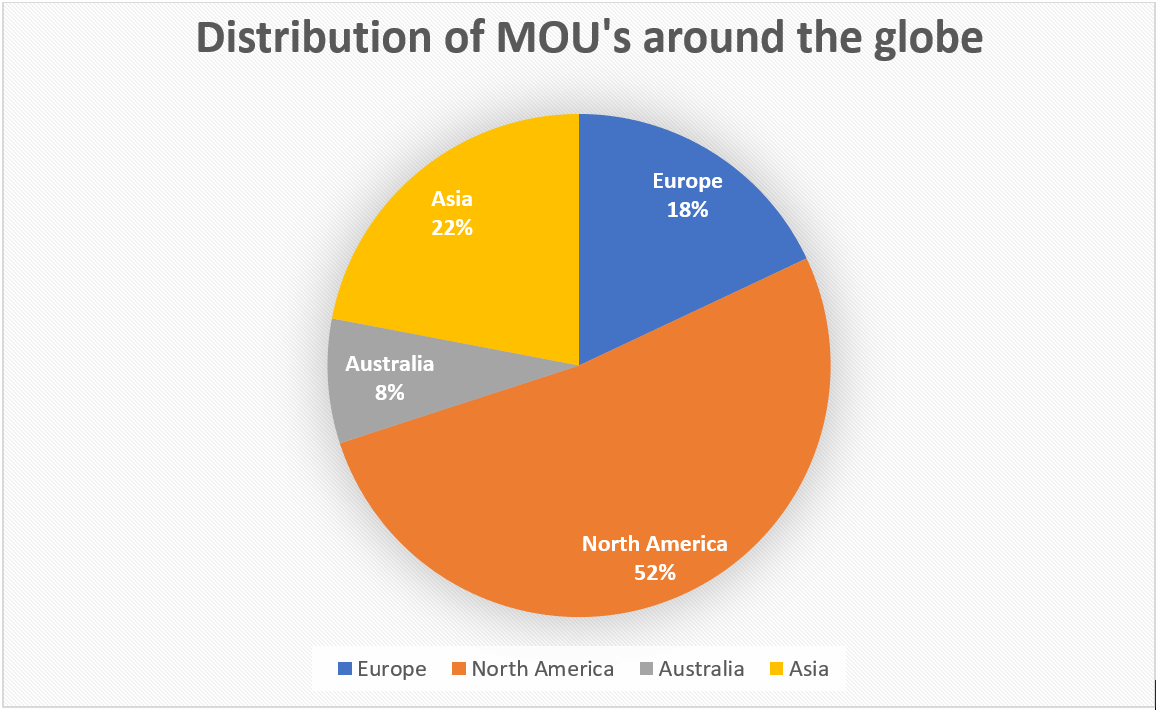 Distribution of MOU's around the globe
Europe
18%
Asia
22%
Australia
8%
North America
52%
Europe North America Australia Asia